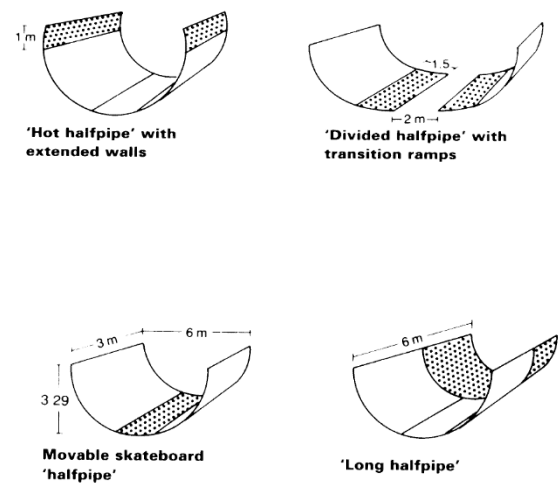 1 m
'Hot halfpipe' with
extended walls
1.5
2 m
'Divided halfpipe' with
transition ramps
3 m
6 m
3 29
Movable skateboard
'halfpipe'
6 m
'Long halfpipe'